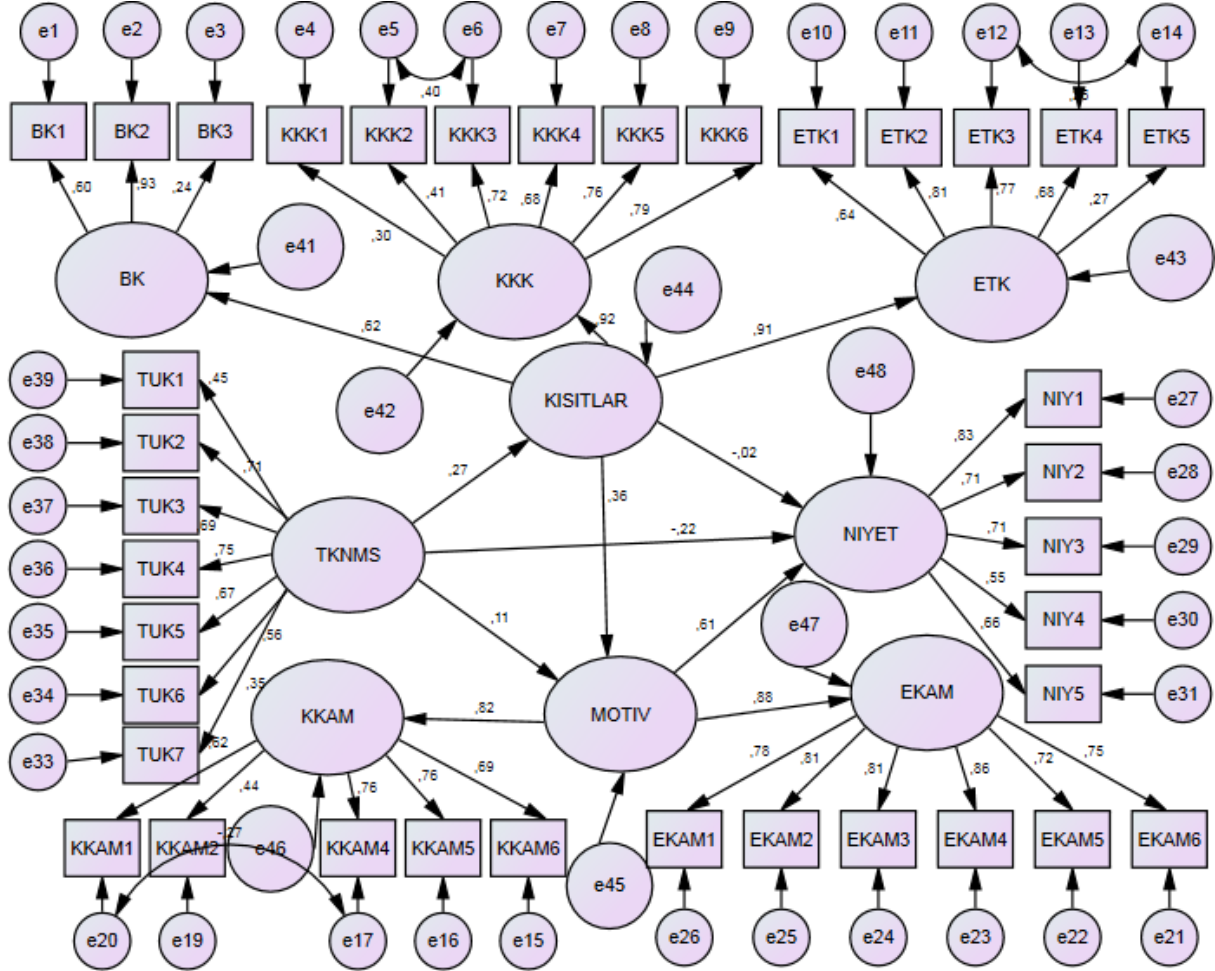 e1 e2 e3 e4 e5 e6 e7 e8 e9 e10 e11 e12 e13 e14
,40
BK1 BK2 BK3 KKK1 KKK2 KKK3 KKK4 KKK5 KKK6 ETK1 ETK2 ETK3 ETK4 ETK5
,60 ,93 ,24 ,30 ,41 ,72 ,68 ,76 ,79 ,64 ,81 ,77 ,68 ,27
BK e41 KKK e44 ETK e43
,62 ,92 ,91
e42 KISITLAR e48
e39 TUK1 ,45
e38 TUK2 ,71
e37 TUK3 ,69
e36 TUK4 ,75
e35 TUK5 ,67
e34 TUK6 ,56
e33 TUK7 ,35
TKNMS ,27 ,36 -,02 -,22 NIYET
,83 NIY1 e27
,71 NIY2 e28
,71 NIY3 e29
,55 NIY4 e30
,66 NIY5 e31
,11 ,61 e47
KKAM ,82 MOTIV ,88 EKAM
,62 ,44 ,76 ,76 ,69 ,78 ,81 ,81 ,86 ,72 ,75
-,27
KKAM1 KKAM2 e46 KKAM4 KKAM5 KKAM6 e45 EKAM1 EKAM2 EKAM3 EKAM4 EKAM5 EKAM6
e20 e19 e17 e16 e15 e26 e25 e24 e23 e22 e21